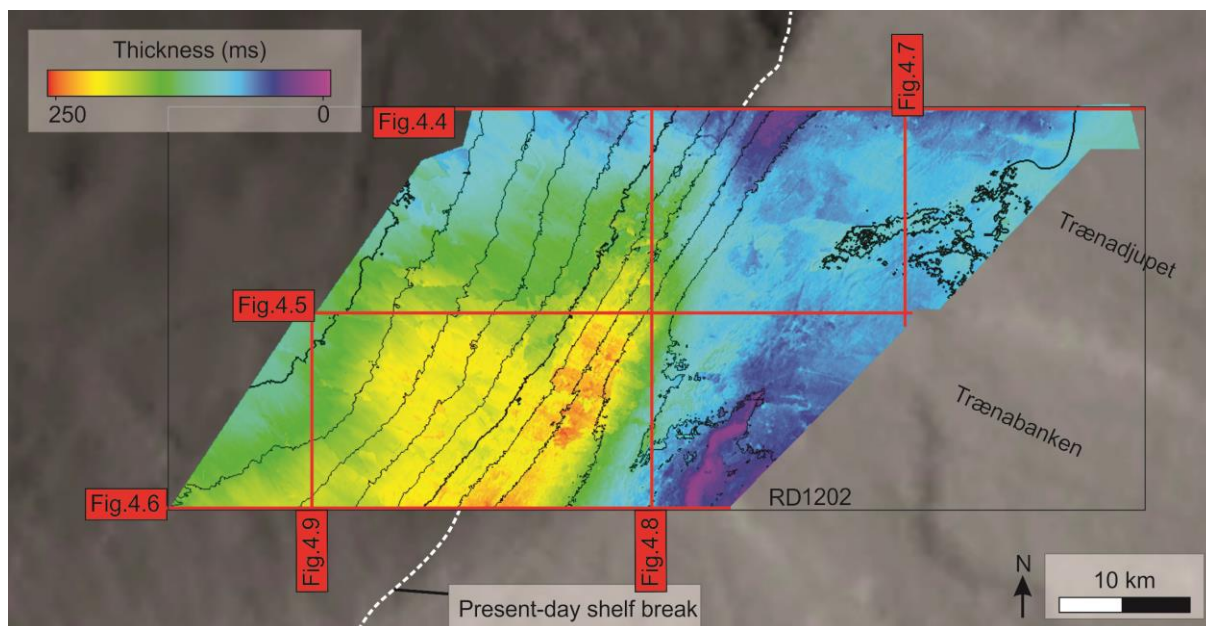 Thickness (ms)
250
0
Fig.4.4
Fig.4.7
Trænadjupet
Fig.4.5
Trænabanken
Fig.4.6
RD1202
Fig.4.9
Fig.4.8
N
10 km
Present-day shelf break